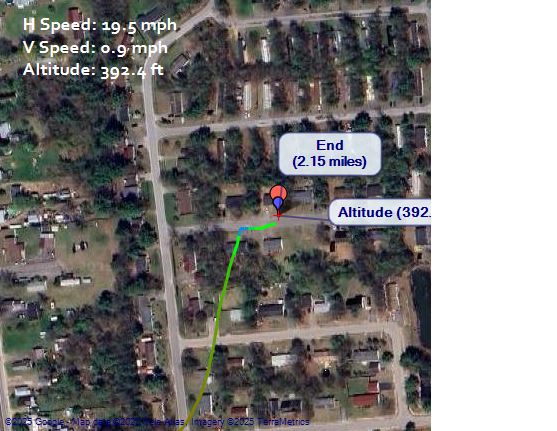 H Speed: 19.5 mph
V Speed: 0.9 mph
Altitude: 392.4 ft
End
(2.15 miles)
Altitude (392.
©2025 Google - Map data ©2025 Tele Atlas, Imagery ©2025 TerraMetrics